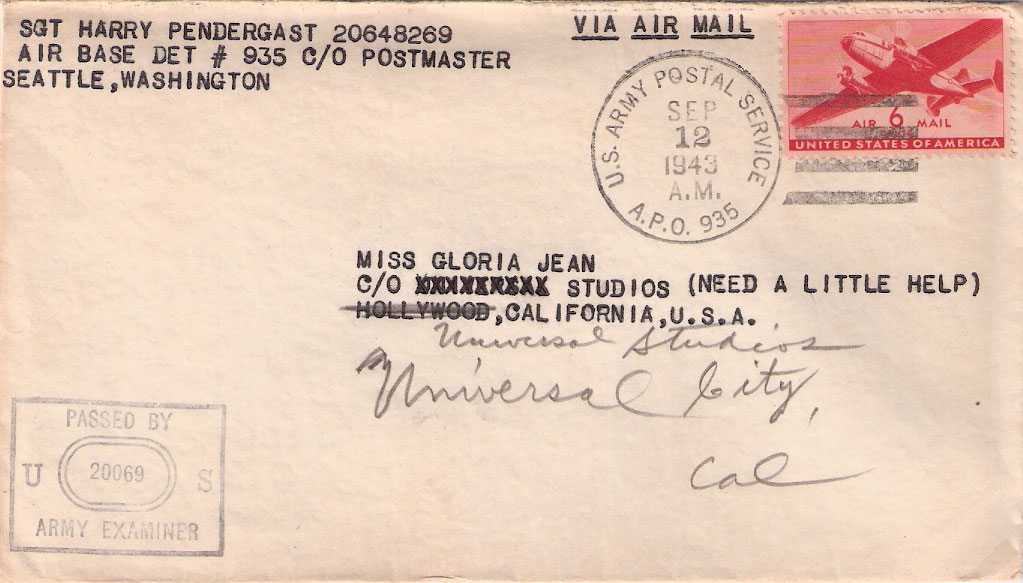 SGT HARRY PENDERGAST 20648269
AIR BASE DET # 935 C/O POSTMASTER
SEATTLE,WASHINGTON
VIA AIR MAIL
U.S. ARMY POSTAL SERVICE
SEP
12
1943
A.M.
A.P.O. 935
AIR 6 MAIL
UNITED STATES OF AMERICA
MISS GLORIA JEAN
C/O STUDIOS (NEED A LITTLE HELP)
HOLLYWOOD,CALIFORNIA,U.S.A.
Universal Studios
Universal City,
Cal
PASSED BY
U 20069 S
ARMY EXAMINER